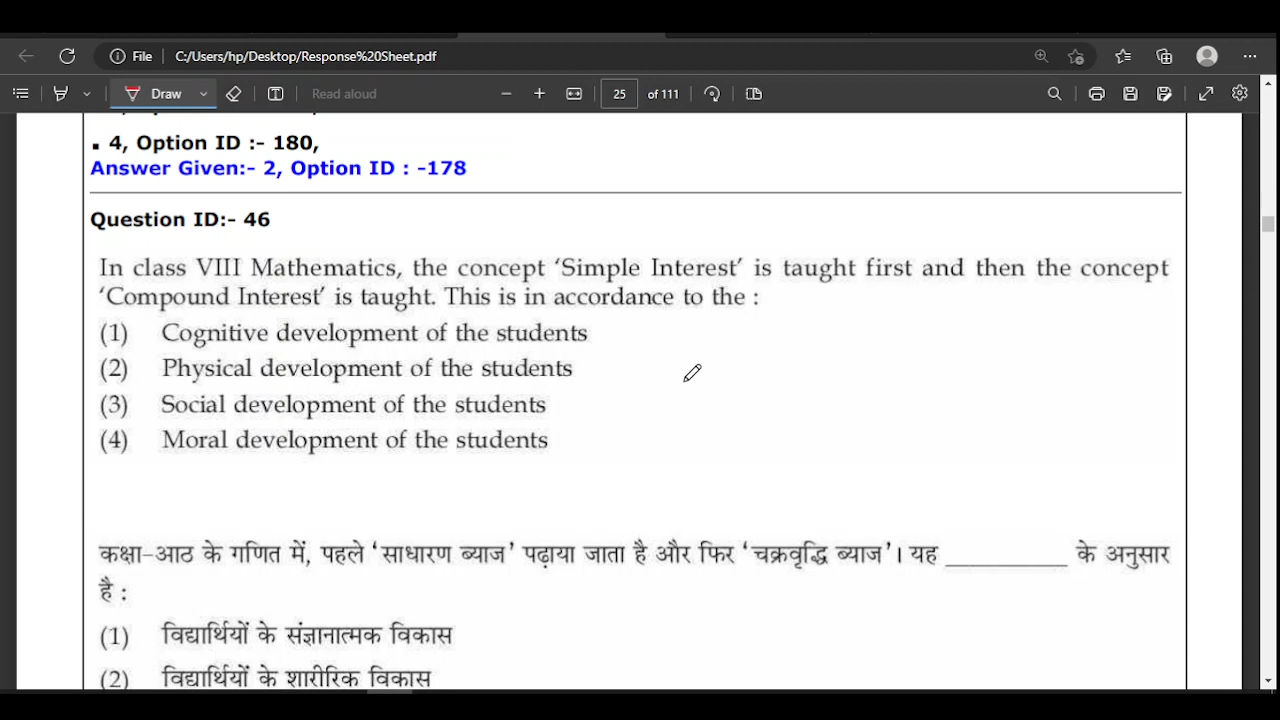 File
C:/Users/hp/Desktop/Response%20Sheet.pdf
Draw
Read aloud
25
of 111
▪ 4, Option ID :- 180,
Answer Given:- 2, Option ID : -178
Question ID:- 46
In class VIII Mathematics, the concept ‘Simple Interest’ is taught first and then the concept
‘Compound Interest’ is taught. This is in accordance to the :
(1) Cognitive development of the students
(2) Physical development of the students
(3) Social development of the students
(4) Moral development of the students
कक्षा–आठ के गणित में, पहले ‘साधारण ब्याज’ पढ़ाया जाता है और फिर ‘चक्रवृद्धि ब्याज’। यह __________ के अनुसार
है :
(1) विद्यार्थियों के संज्ञानात्मक विकास
(2) विद्यार्थियों के शारीरिक विकास